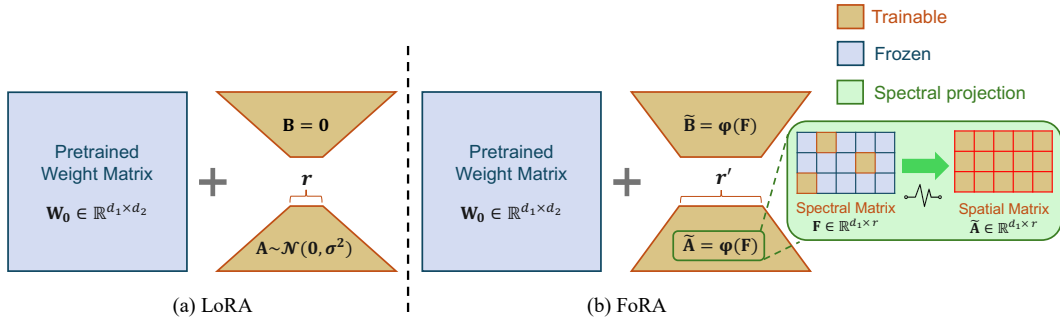 Trainable
Frozen
Spectral projection
Pretrained
Weight Matrix
W₀ ∈ ℝ^{d₁×d₂}
B = 0
r
A~𝒩(0, σ²)
(a) LoRA
Pretrained
Weight Matrix
W₀ ∈ ℝ^{d₁×d₂}
B̃ = φ(F)
r′
Ã = φ(F)
Spectral Matrix
F ∈ ℝ^{d₁×r}
Spatial Matrix
Ã ∈ ℝ^{d₁×r}
(b) FoRA